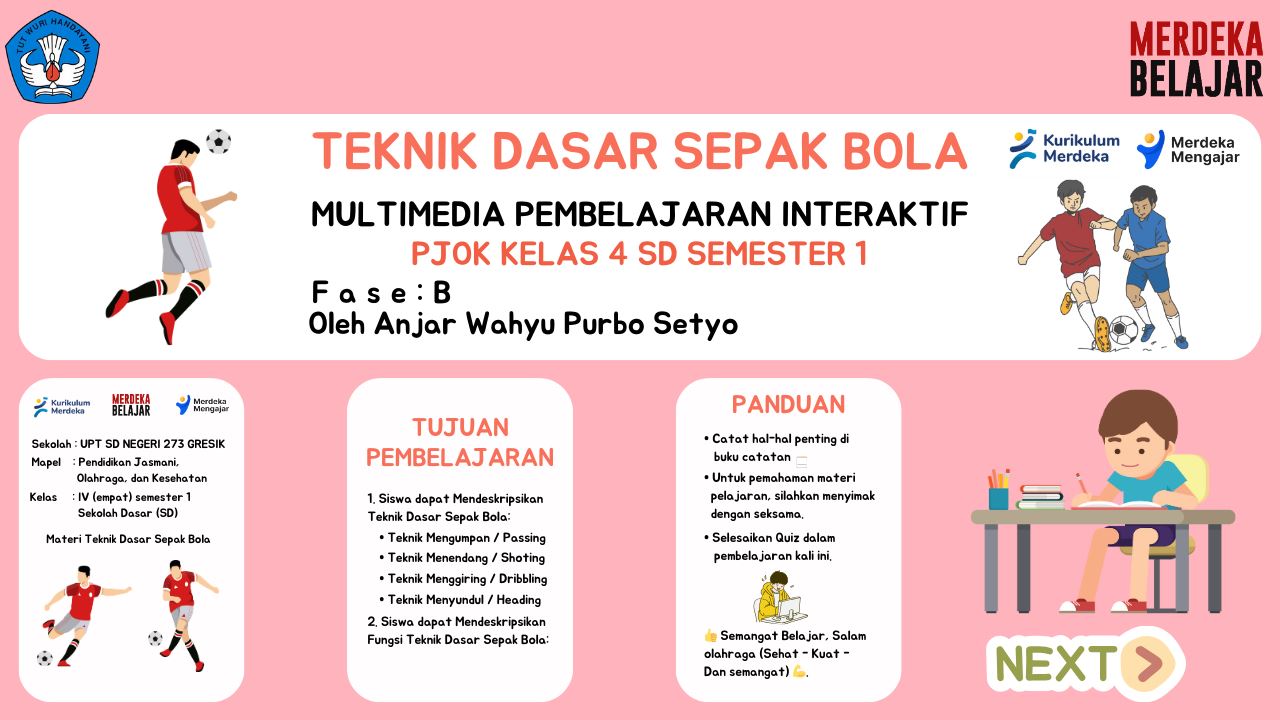 TUT WURI HANDAYANI
MERDEKA
BELAJAR
TEKNIK DASAR SEPAK BOLA
Kurikulum
Merdeka
Merdeka
Mengajar
MULTIMEDIA PEMBELAJARAN INTERAKTIF
PJOK KELAS 4 SD SEMESTER 1
Fase : B
Oleh Anjar Wahyu Purbo Setyo
Kurikulum
Merdeka
MERDEKA
BELAJAR
Merdeka
Mengajar
Sekolah : UPT SD NEGERI 273 GRESIK
Mapel : Pendidikan Jasmani,
Olahraga, dan Kesehatan
Kelas : IV (empat) semester 1
Sekolah Dasar (SD)
Materi Teknik Dasar Sepak Bola
TUJUAN
PEMBELAJARAN
1. Siswa dapat Mendeskripsikan
Teknik Dasar Sepak Bola:
• Teknik Mengumpan / Passing
• Teknik Menendang / Shoting
• Teknik Menggiring / Dribbling
• Teknik Menyundul / Heading
2. Siswa dapat Mendeskripsikan
Fungsi Teknik Dasar Sepak Bola:
PANDUAN
• Catat hal-hal penting di
buku catatan
• Untuk pemahaman materi
pelajaran, silahkan menyimak
dengan seksama.
• Selesaikan Quiz dalam
pembelajaran kali ini.
👍 Semangat Belajar, Salam
olahraga (Sehat - Kuat -
Dan semangat) 💪.
NEXT